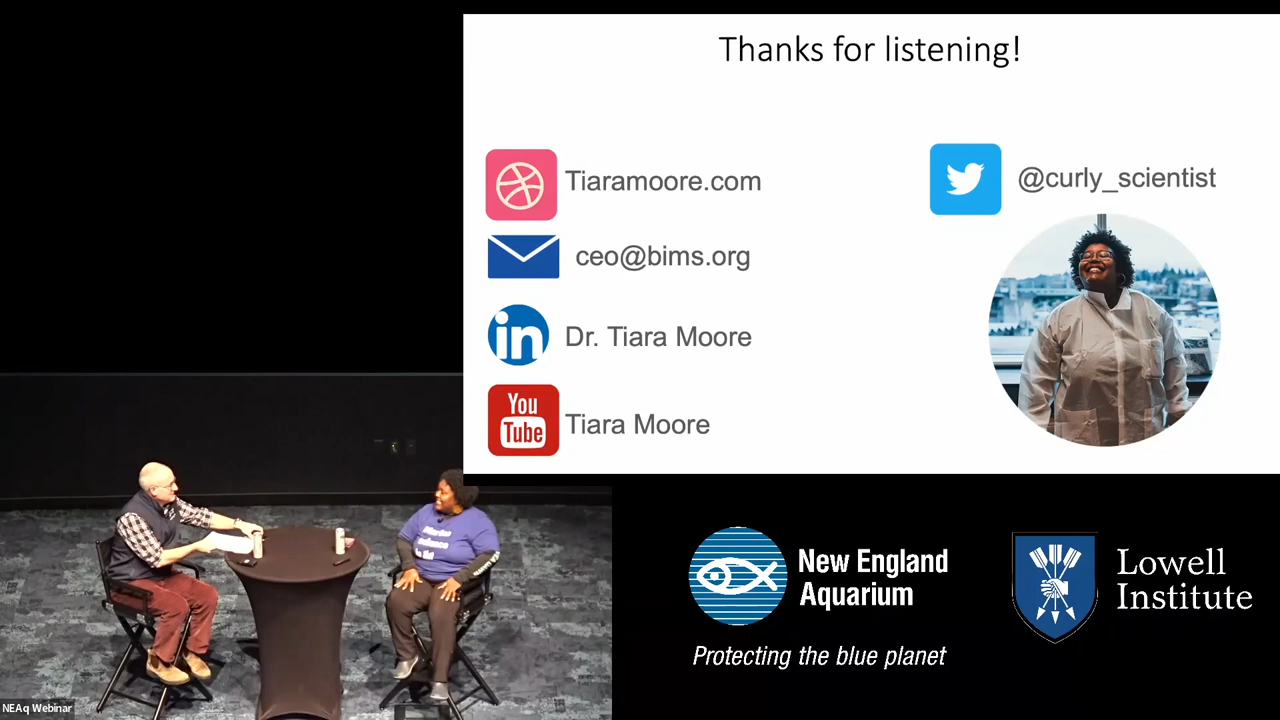 Thanks for listening!
Tiaramoore.com
@curly_scientist
ceo@bims.org
in
Dr. Tiara Moore
You
Tube
Tiara Moore
New England
Aquarium
Protecting the blue planet
Lowell
Institute
NEAq Webinar